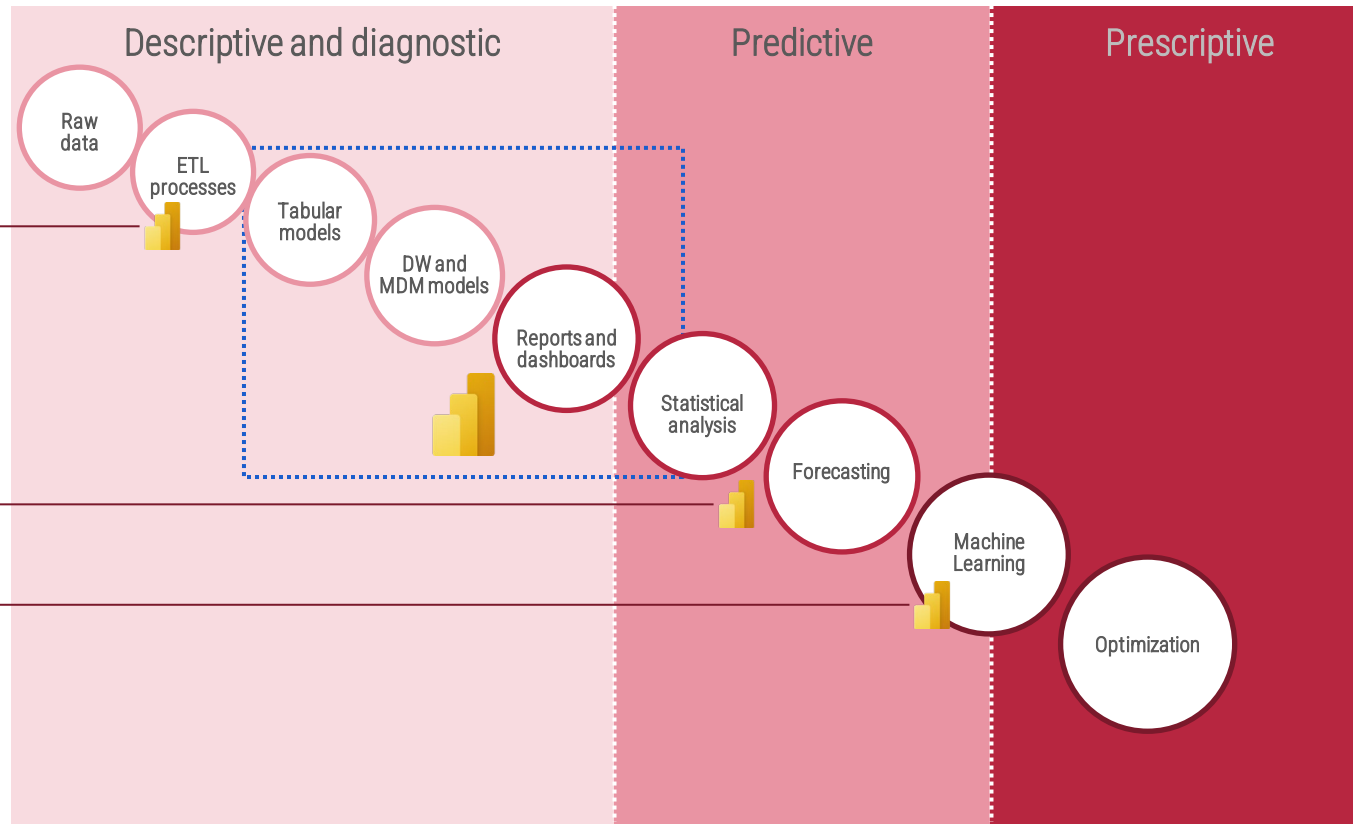 Descriptive and diagnostic
Predictive
Prescriptive
Raw
data
ETL
processes
Tabular
models
DW and
MDM models
Reports and
dashboards
Statistical
analysis
Forecasting
Machine
Learning
Optimization